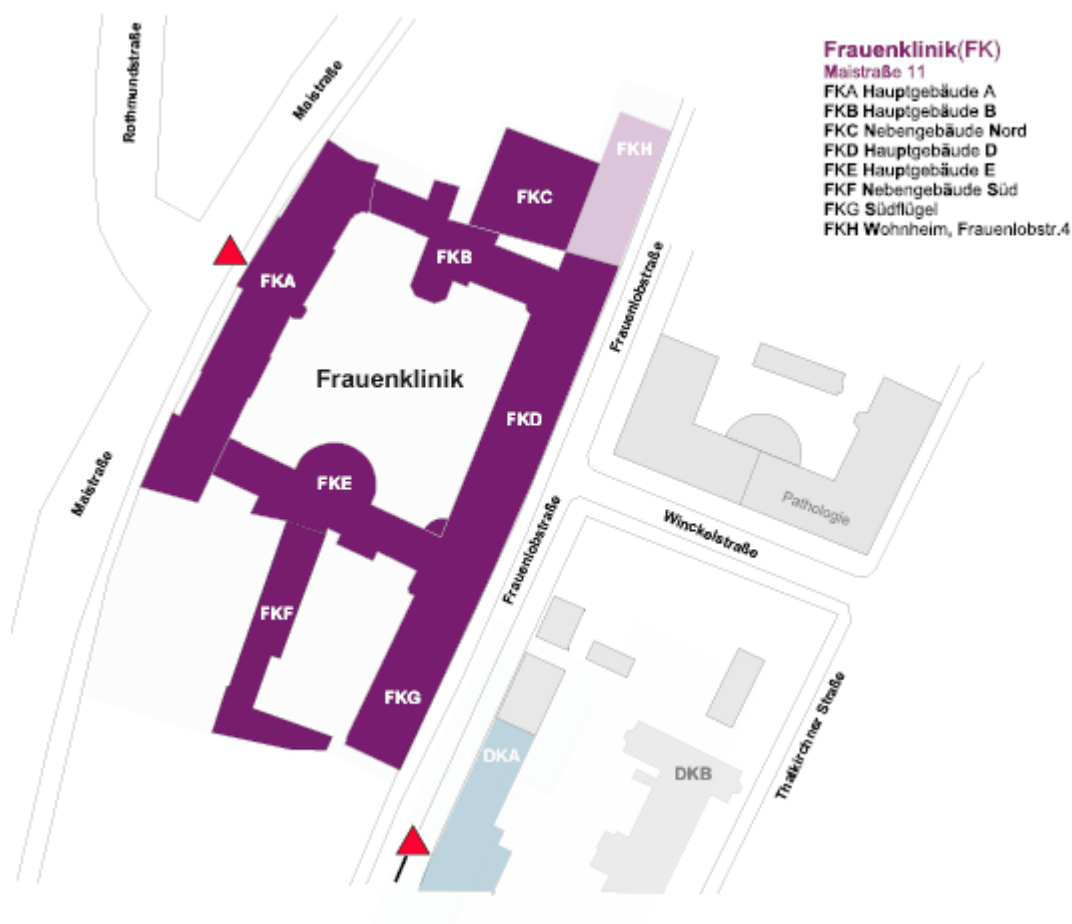 Frauenklinik(FK)
Maistraße 11
FKA Hauptgebäude A
FKB Hauptgebäude B
FKC Nebengebäude Nord
FKD Hauptgebäude D
FKE Hauptgebäude E
FKF Nebengebäude Süd
FKG Südflügel
FKH Wohnheim, Frauenlobstr.4
Rothmundstraße
Maistraße
FKH
FKC
FKB
FKA
Frauenlobstraße
Frauenklinik
FKD
Maistraße
FKE
Pathologie
Winckelstraße
Frauenlobstraße
FKF
FKG
Thalkirchner Straße
DKA
DKB